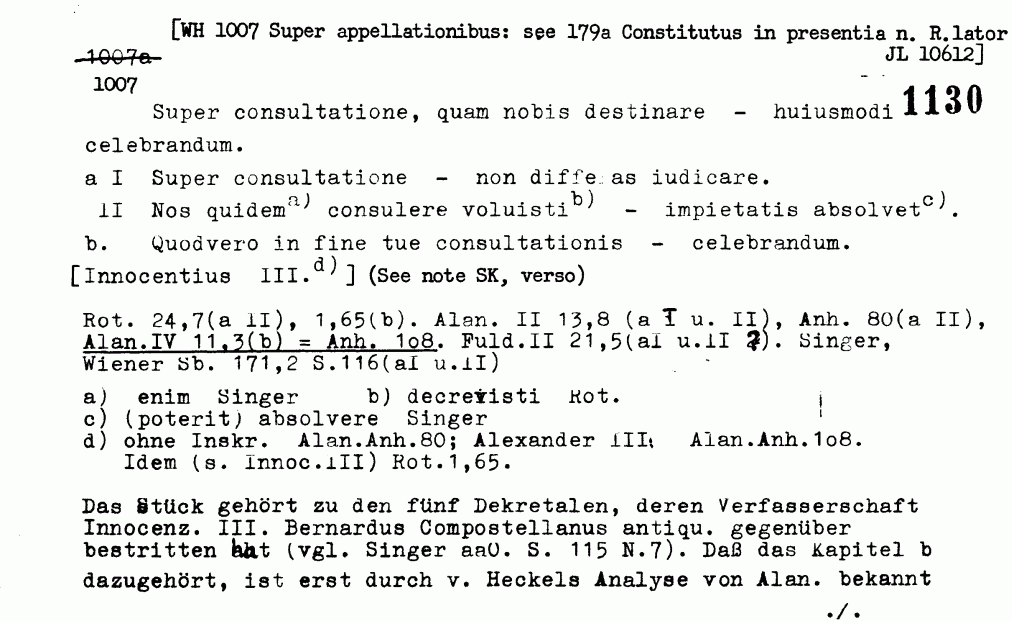 [WH 1007 Super appellationibus: see 179a Constitutus in presentia n. R.lator
1007a JL 10612]
1007
Super consultatione, quam nobis destinare - huiusmodi 1130
celebrandum.
a I Super consultatione - non diffe as iudicare.
II Nos quidem a) consulere voluisti b) - impietatis absolvet c).
b. Quodvero in fine tue consultationis - celebrandum.
[Innocentius III. d) ] (See note SK, verso)
Rot. 24,7(a II), 1,65(b). Alan. II 13,8 (a I u. II), Anh. 80(a II),
Alan.IV 11,3(b) = Anh. 1o8. Fuld.II 21,5(aI u.II ?). Singer,
Wiener Sb. 171,2 S.116(aI u.II)
a) enim Singer b) decrevisti Rot.
c) (poterit) absolvere Singer
d) ohne Inskr. Alan.Anh.80; Alexander III, Alan.Anh.1o8.
Idem (s. Innoc.III) Rot.1,65.
Das Stück gehört zu den fünf Dekretalen, deren Verfasserschaft
Innocenz. III. Bernardus Compostellanus antiqu. gegenüber
bestritten hat (vgl. Singer aaO. S. 115 N.7). Daß das Kapitel b
dazugehört, ist erst durch v. Heckels Analyse von Alan. bekannt
./.